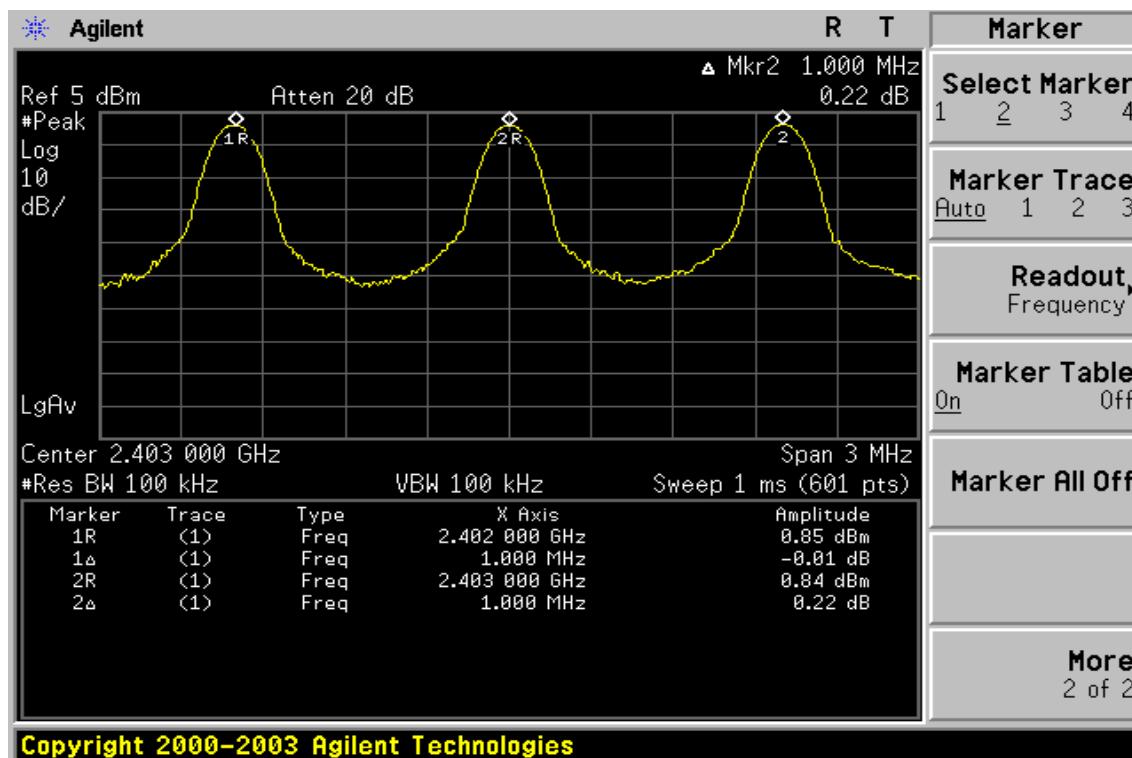 Agilent R T
Δ Mkr2 1.000 MHz
Ref 5 dBm Atten 20 dB 0.22 dB
#Peak
Log
10
dB/
1R 2R 2
LgAv
Center 2.403 000 GHz Span 3 MHz
#Res BW 100 kHz VBW 100 kHz Sweep 1 ms (601 pts)
Marker Trace Type X Axis Amplitude
1R (1) Freq 2.402 000 GHz 0.85 dBm
1Δ (1) Freq 1.000 MHz -0.01 dB
2R (1) Freq 2.403 000 GHz 0.84 dBm
2Δ (1) Freq 1.000 MHz 0.22 dB
Marker
Select Marker
1 2 3 4
Marker Trace
Auto 1 2 3
Readout
Frequency
Marker Table
On Off
Marker All Off
More
2 of 2
Copyright 2000-2003 Agilent Technologies